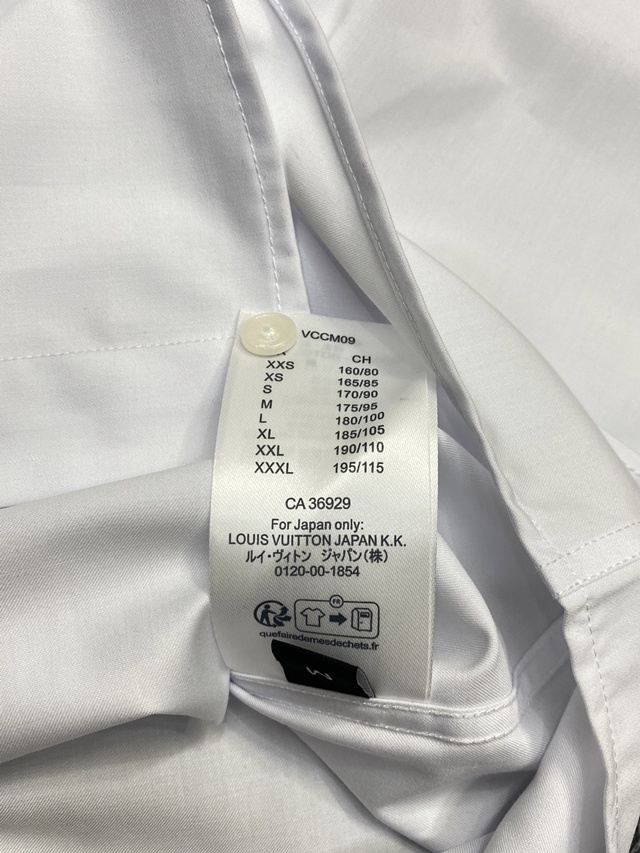 VCCM09
CH
XXS 160/80
XS 165/85
S 170/90
M 175/95
L 180/100
XL 185/105
XXL 190/110
XXXL 195/115
CA 36929
For Japan only:
LOUIS VUITTON JAPAN K.K.
ルイ・ヴィトン ジャパン(株)
0120-00-1854
FR
quefairedemesdechets.fr
M